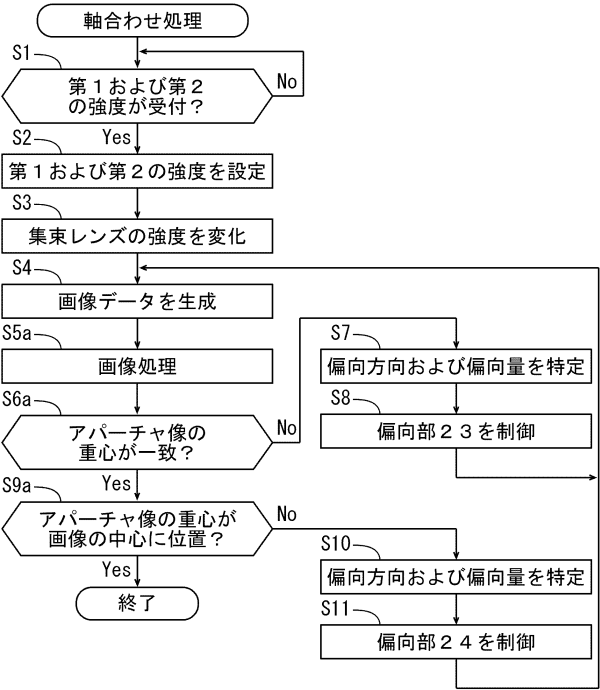 軸合わせ処理
S1
第１および第２
の強度が受付？
No
Yes
S2
第１および第２の強度を設定
S3
集束レンズの強度を変化
S4
画像データを生成
S5a
画像処理
S6a
アパーチャ像の
重心が一致？
No
Yes
S7
偏向方向および偏向量を特定
S8
偏向部２３を制御
S9a
アパーチャ像の重心が
画像の中心に位置？
No
Yes
終了
S10
偏向方向および偏向量を特定
S11
偏向部２４を制御